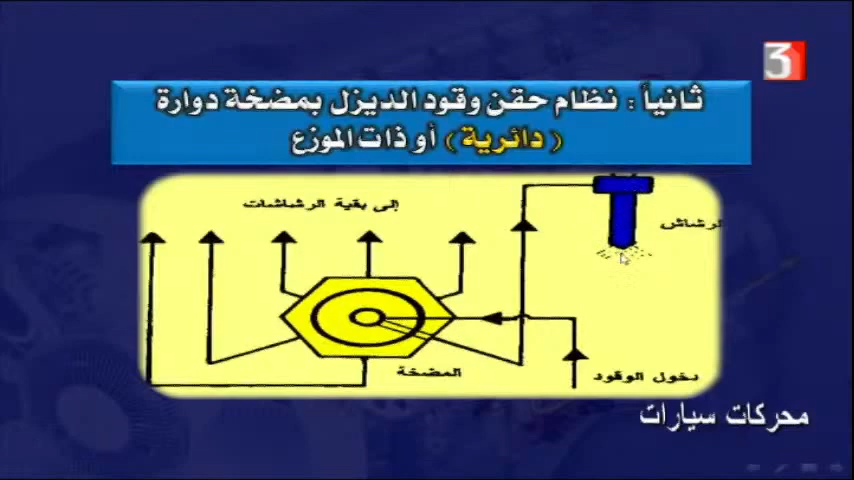 3
ثانياً : نظام حقن وقود الديزل بمضخة دوارة
( دائرية ) أو ذات الموزع
إلى بقية الرشاشات
الرشاش
المضخة
دخول الوقود
محركات سيارات